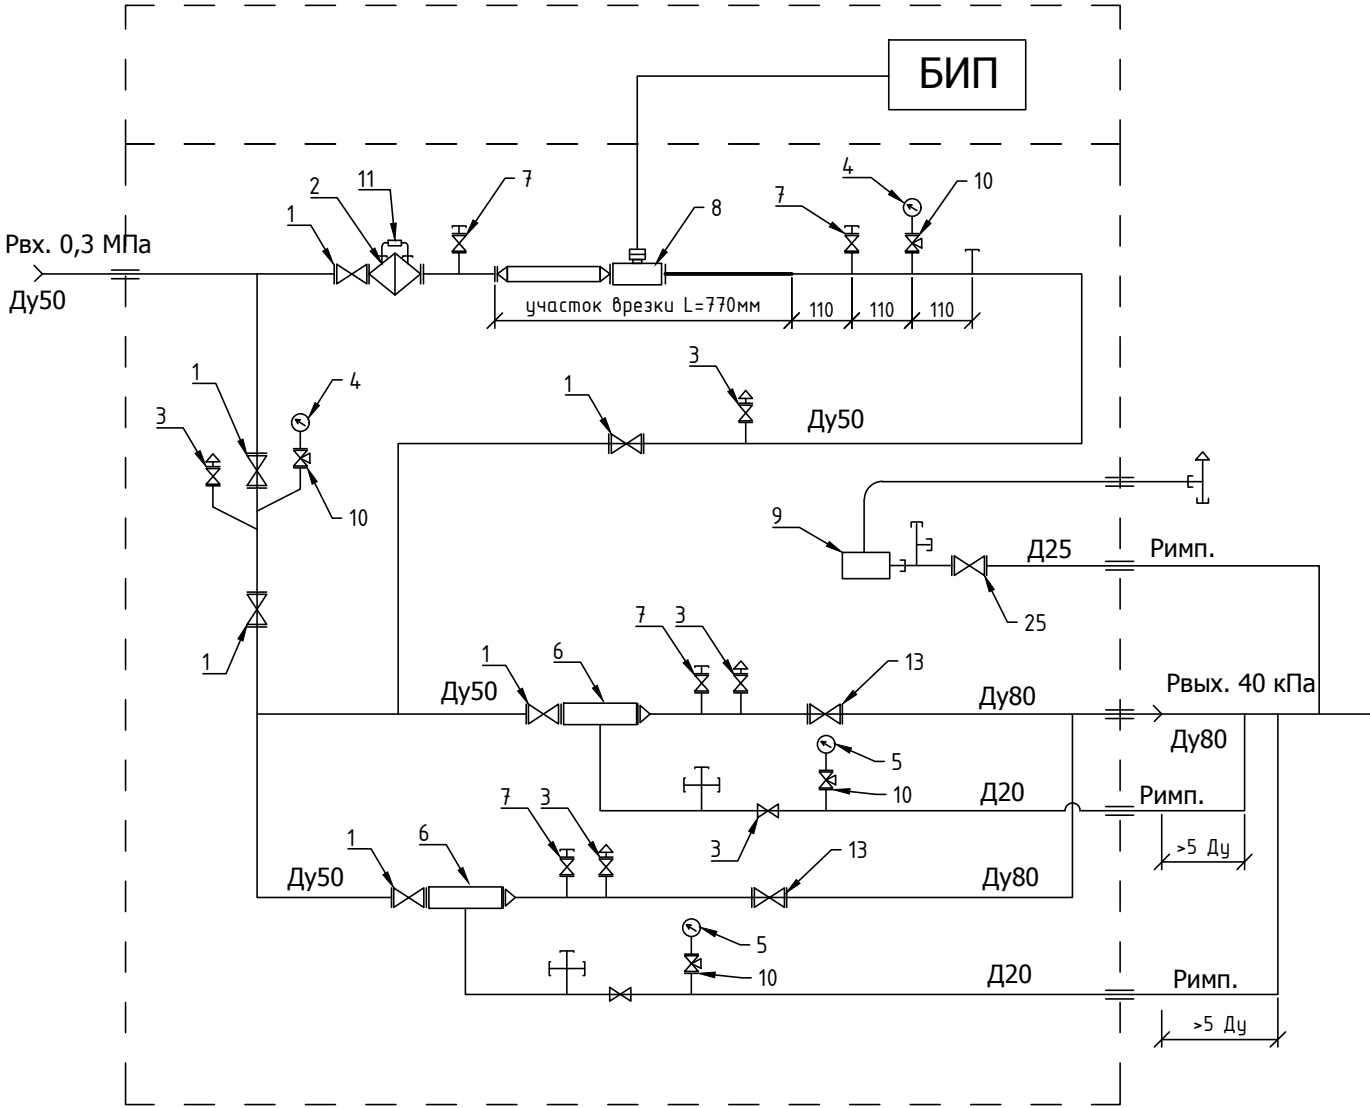 БИП
11
2
7
4
10
7
1
8
Рвх. 0,3 МПа
Ду50
участок врезки L=770мм
110
110
110
1
4
3
3
1
Ду50
10
9
Д25
Римп.
25
7
3
1
1
6
13
Ду50
Ду80
Рвых. 40 кПа
Ду80
5
7
3
10
Д20
Римп.
1
6
3
13
>5 Ду
Ду50
Ду80
5
10
Д20
Римп.
>5 Ду